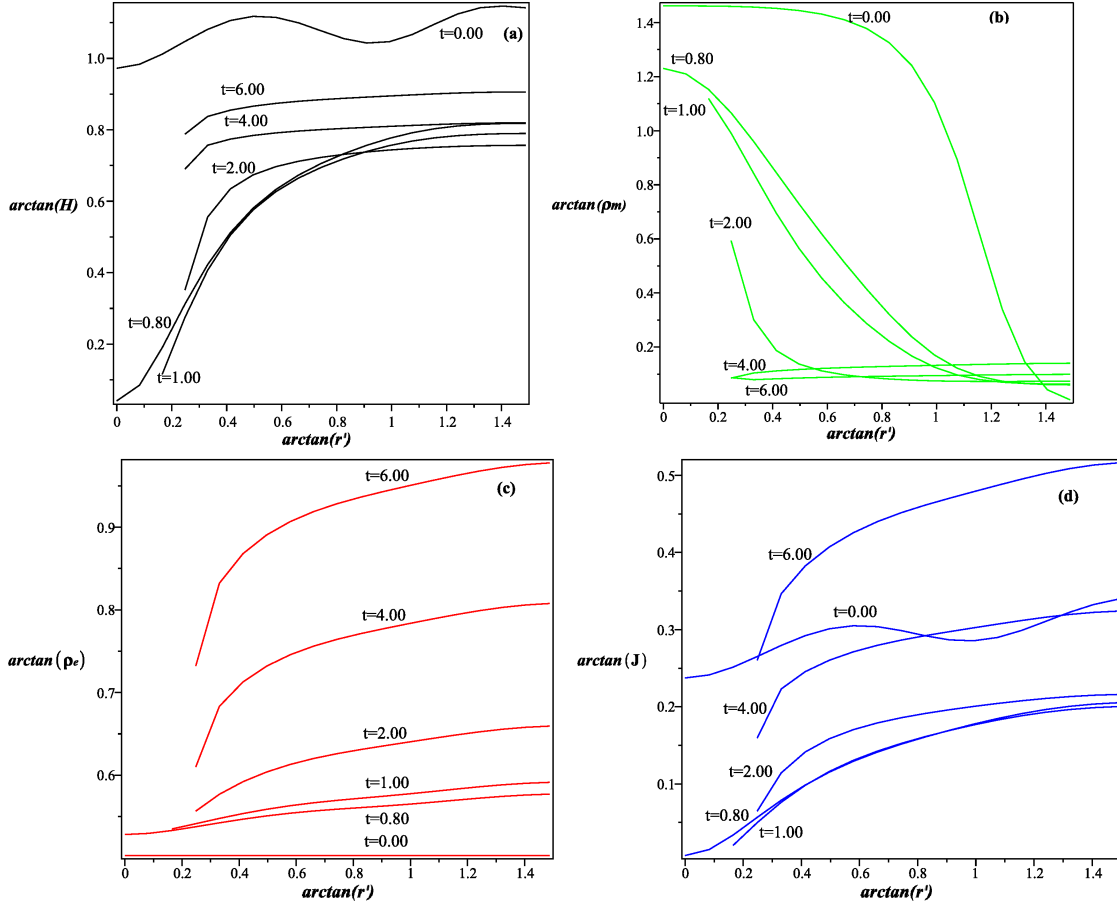 (a)
t=0.00
1.0
t=6.00
t=4.00
0.8
t=2.00
arctan(H)
0.6
0.4
t=0.80
0.2
t=1.00
0 0.2 0.4 0.6 0.8 1 1.2 1.4
arctan(r')
(b)
t=0.00
1.4
t=0.80
1.2
t=1.00
1.0
0.8
arctan(ρm)
t=2.00
0.6
0.4
0.2
t=4.00
t=6.00
0 0.2 0.4 0.6 0.8 1 1.2 1.4
arctan(r')
(c)
t=6.00
0.9
0.8
t=4.00
arctan(ρe)
0.7
t=2.00
0.6
t=1.00
t=0.80
t=0.00
0 0.2 0.4 0.6 0.8 1 1.2 1.4
arctan(r')
(d)
0.5
t=6.00
0.4
t=0.00
0.3
arctan(J)
t=4.00
0.2
t=2.00
0.1
t=0.80
t=1.00
0 0.2 0.4 0.6 0.8 1 1.2 1.4
arctan(r')